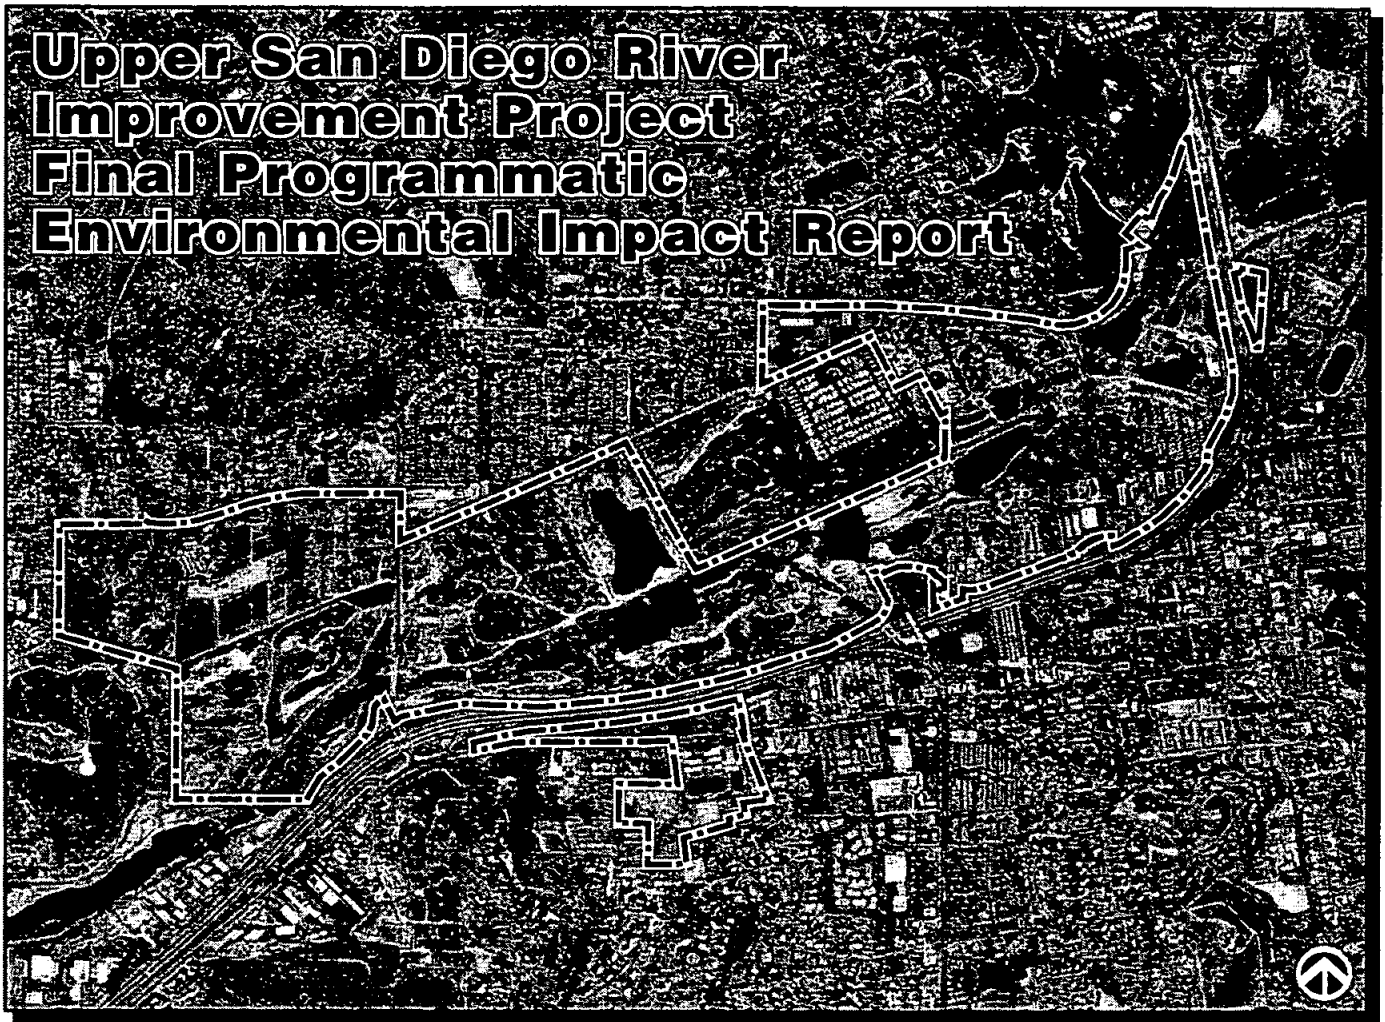 Upper San Diego River
Improvement Project
Final Programmatic
Environmental Impact Report